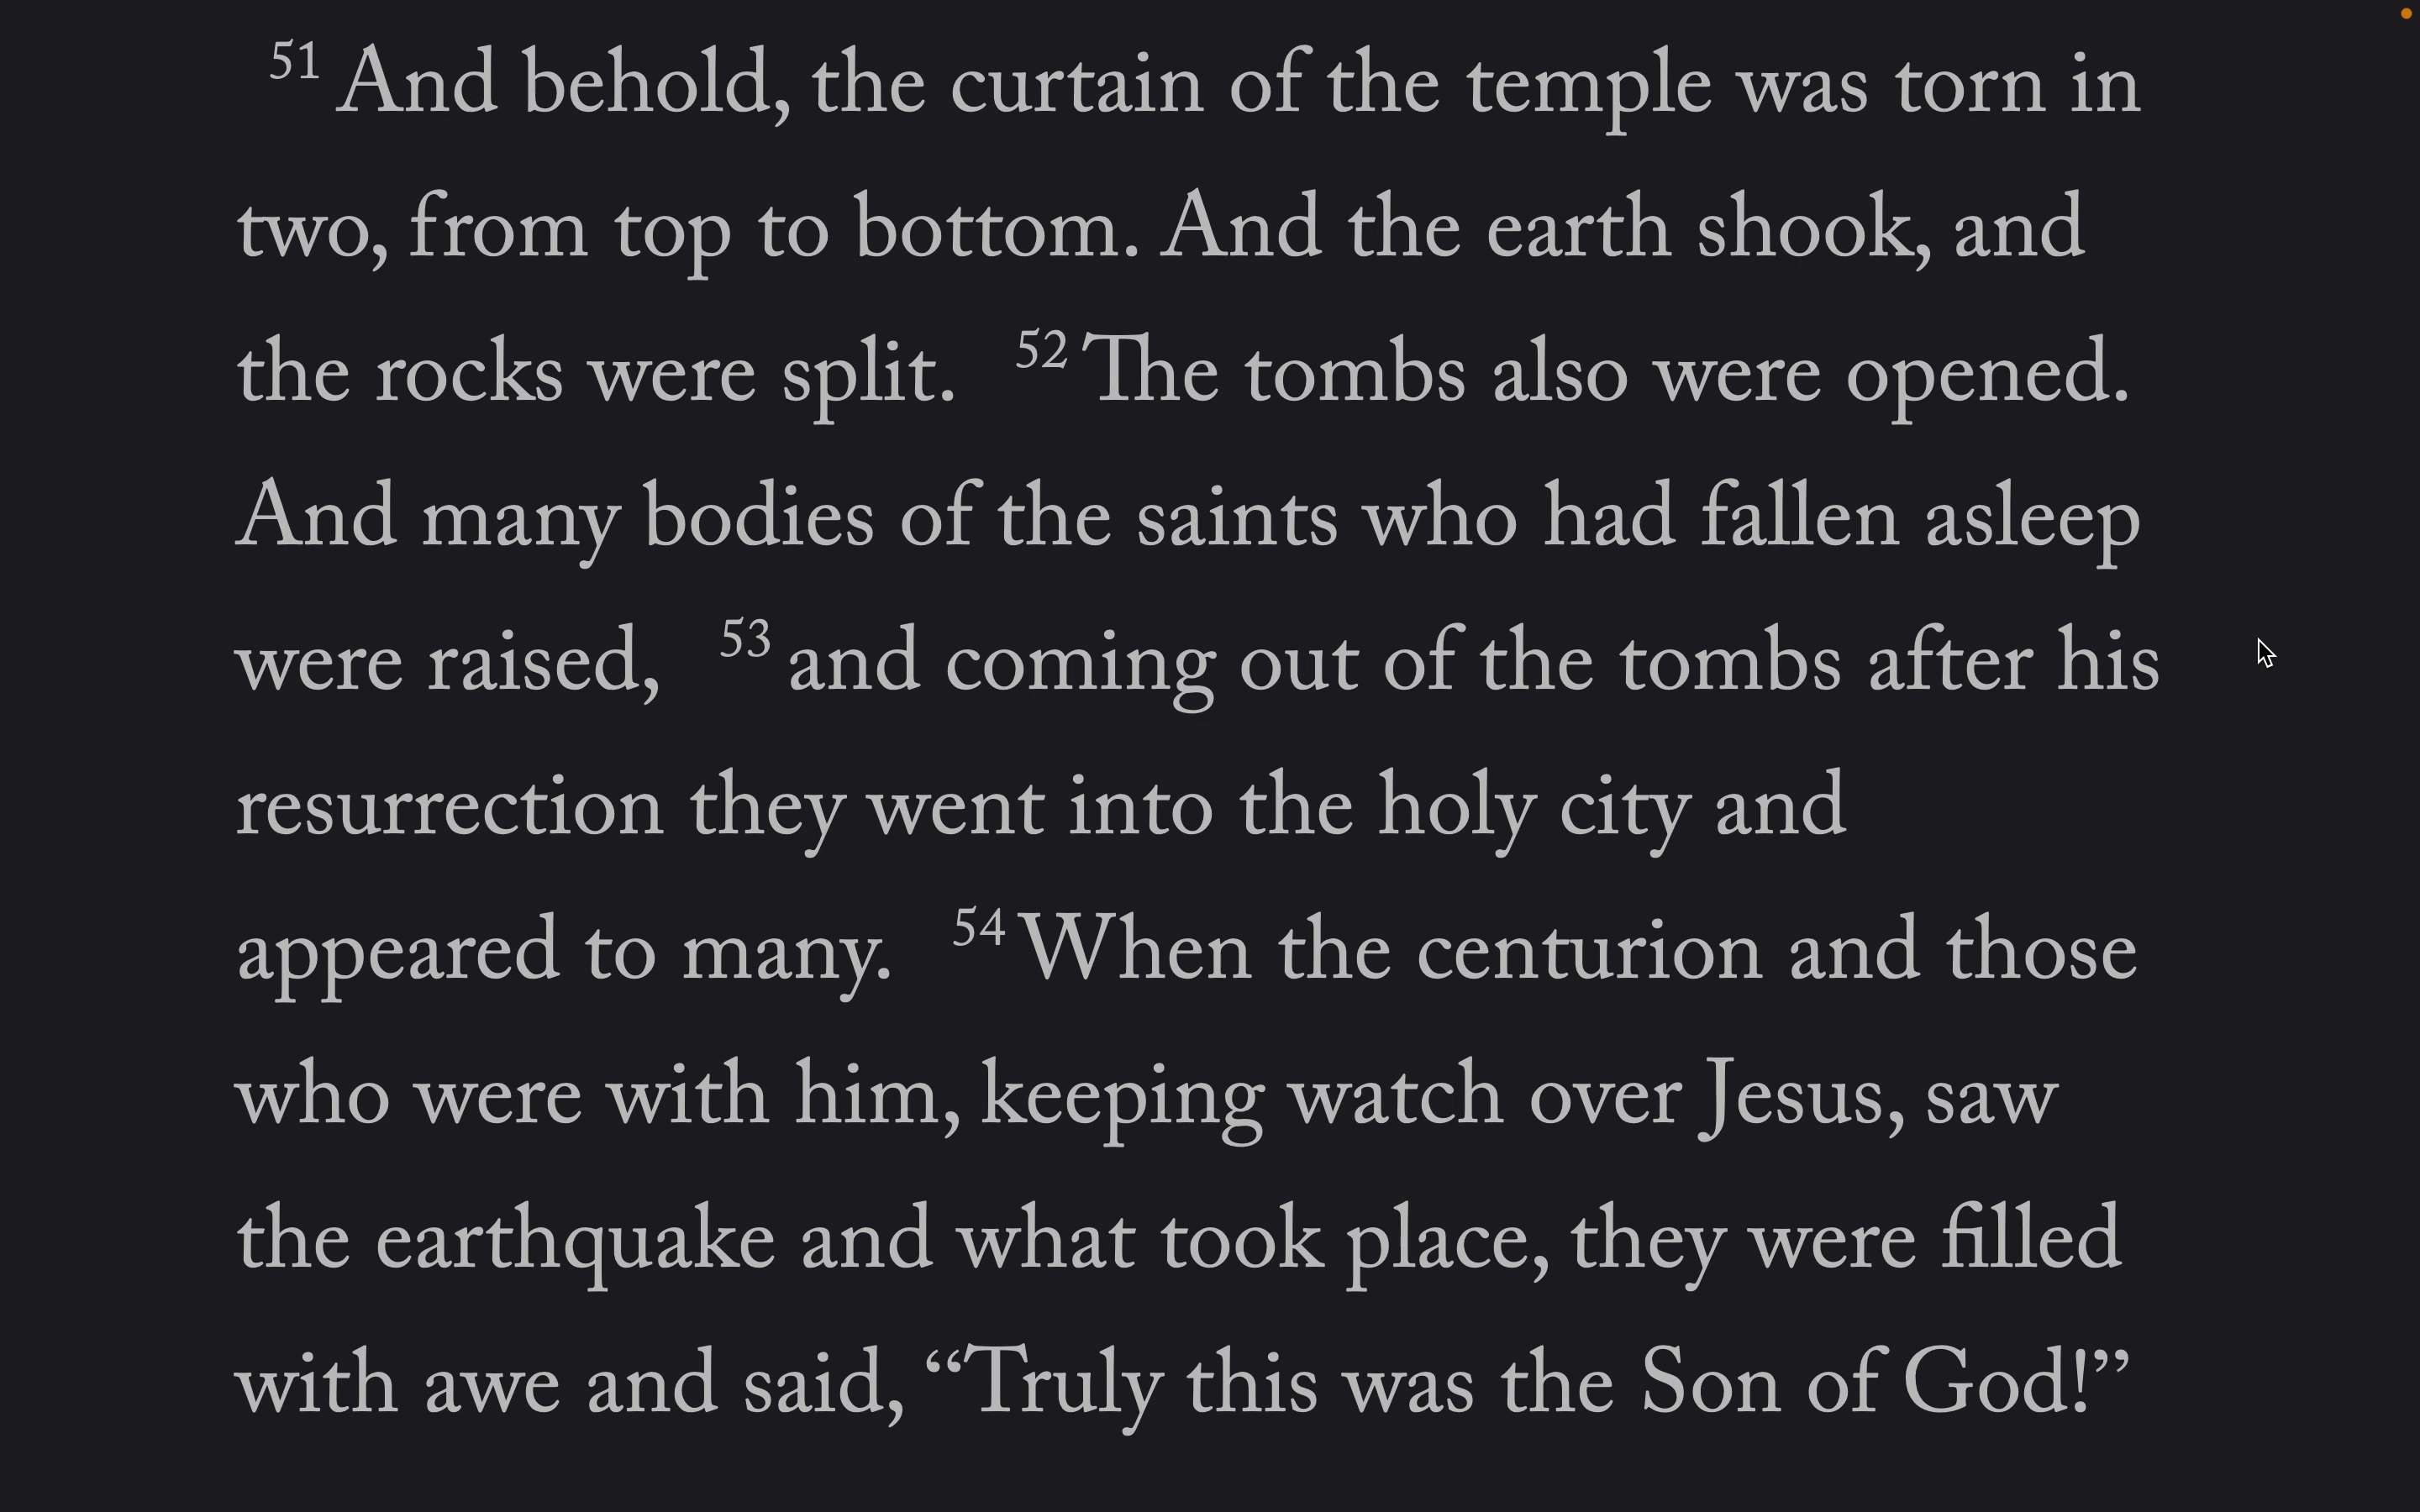 51 And behold, the curtain of the temple was torn in
two, from top to bottom. And the earth shook, and
the rocks were split. 52 The tombs also were opened.
And many bodies of the saints who had fallen asleep
were raised, 53 and coming out of the tombs after his
resurrection they went into the holy city and
appeared to many. 54 When the centurion and those
who were with him, keeping watch over Jesus, saw
the earthquake and what took place, they were filled
with awe and said, “Truly this was the Son of God!”